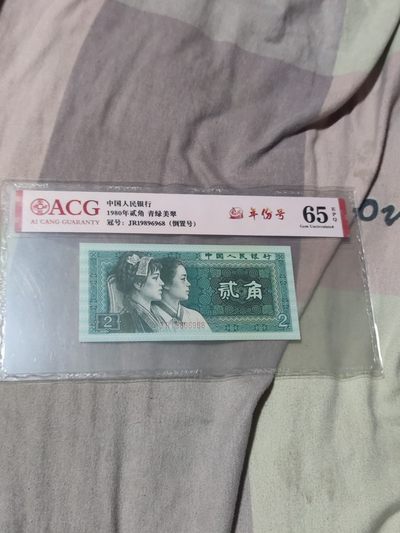 ACG
AI CANG GUARANTY
中国人民银行
1980年贰角 青绿美翠
冠号：JR19896968（倒置号）
年份号
65
EPQ
Gem Uncirculated
中国人民银行
贰角
2
2
02